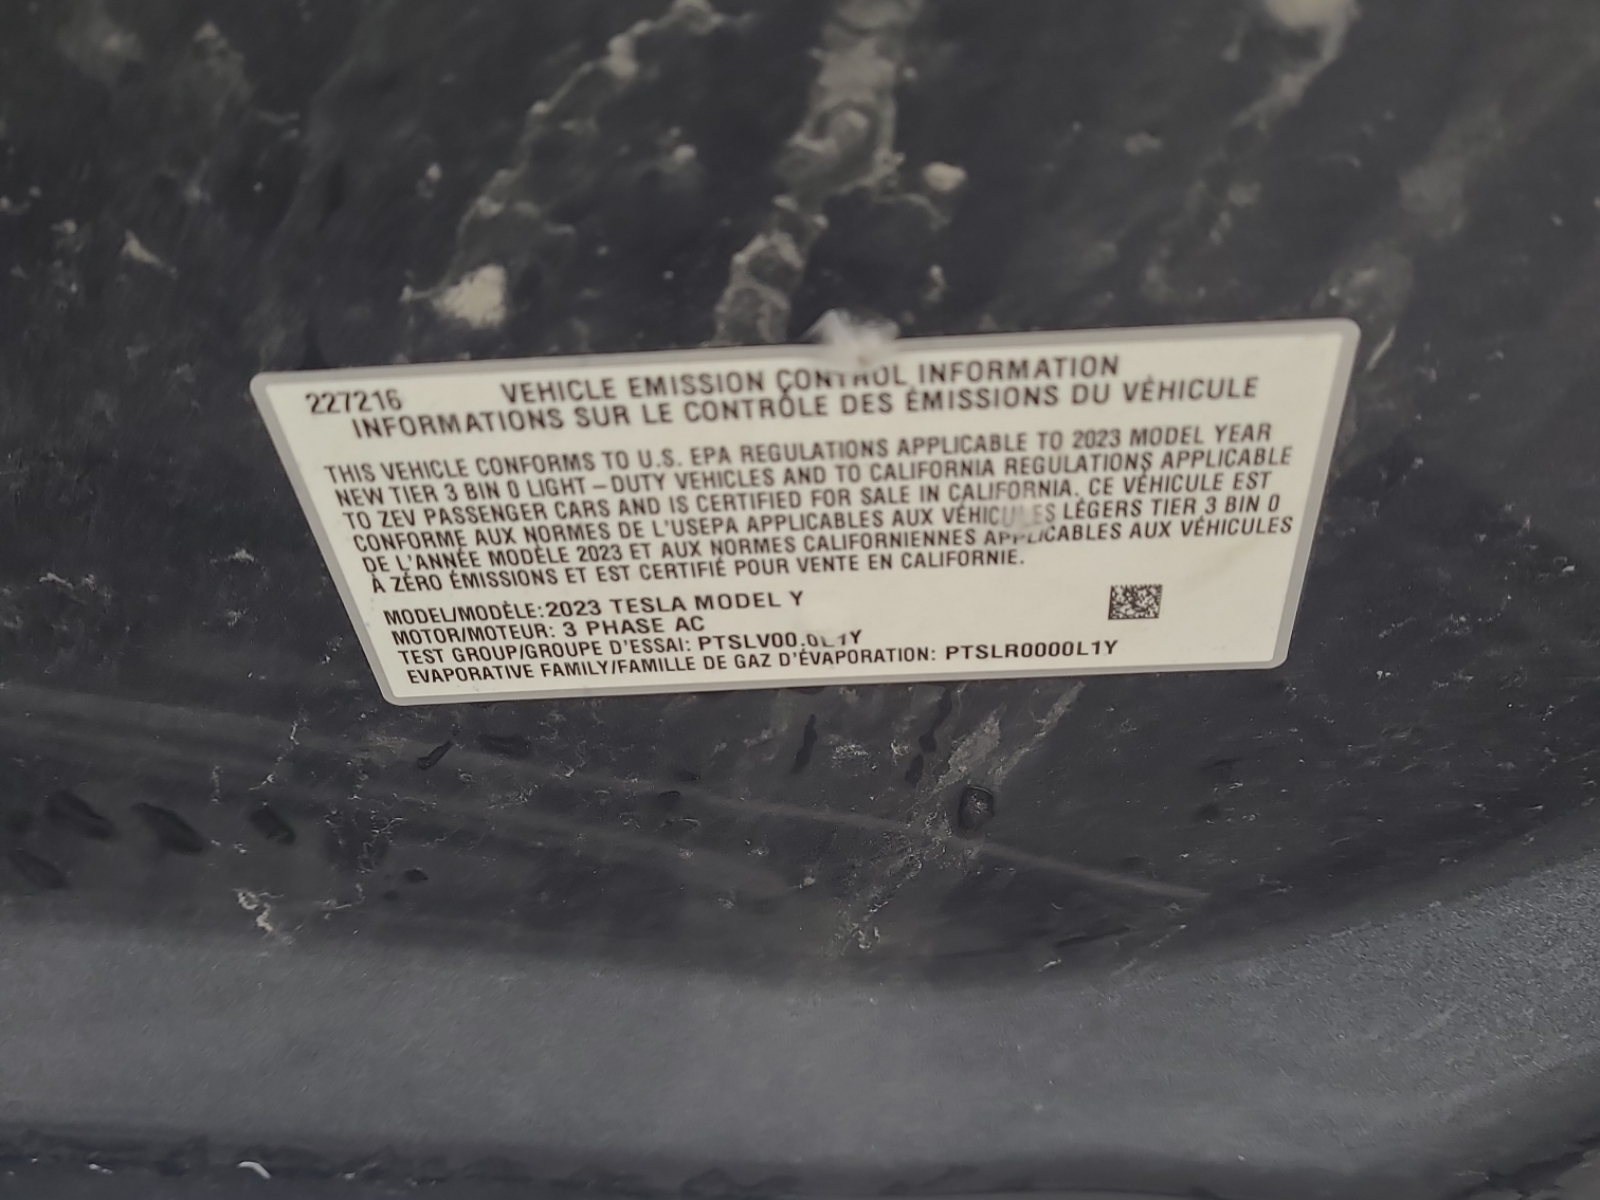 227216 VEHICLE EMISSION CONTROL INFORMATION
INFORMATIONS SUR LE CONTRÔLE DES ÉMISSIONS DU VÉHICULE
THIS VEHICLE CONFORMS TO U.S. EPA REGULATIONS APPLICABLE TO 2023 MODEL YEAR
NEW TIER 3 BIN 0 LIGHT-DUTY VEHICLES AND TO CALIFORNIA REGULATIONS APPLICABLE
TO ZEV PASSENGER CARS AND IS CERTIFIED FOR SALE IN CALIFORNIA. CE VÉHICULE EST
CONFORME AUX NORMES DE L'USEPA APPLICABLES AUX VÉHICULES LÉGERS TIER 3 BIN 0
DE L'ANNÉE MODÈLE 2023 ET AUX NORMES CALIFORNIENNES APPLICABLES AUX VÉHICULES
À ZÉRO ÉMISSIONS ET EST CERTIFIÉ POUR VENTE EN CALIFORNIE.
MODEL/MODÈLE: 2023 TESLA MODEL Y
MOTOR/MOTEUR: 3 PHASE AC
TEST GROUP/GROUPE D'ESSAI:
EVAPORATIVE FAMILY/FAMILLE DE GAZ D'ÉVAPORATION: PTSLR0000L1Y